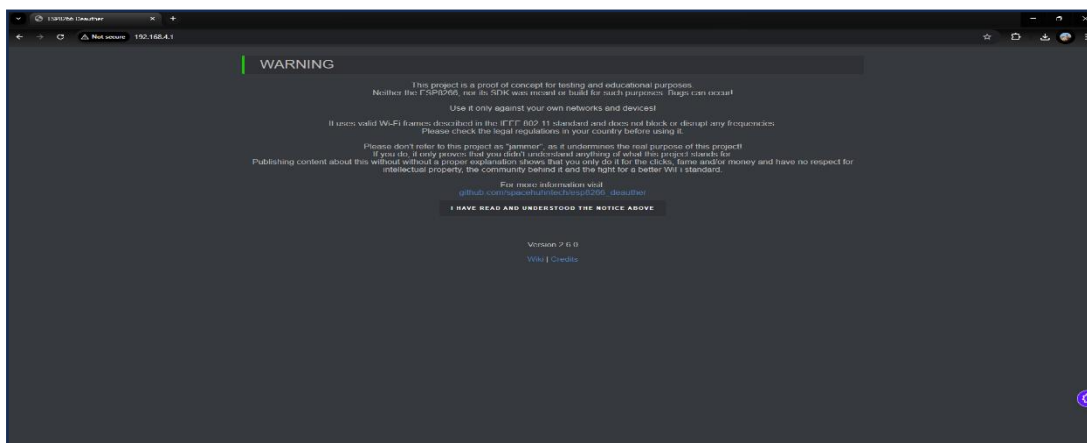 ESP8266 Deauther
Not secure 192.168.4.1
WARNING
This project is a proof of concept for testing and educational purposes.
Neither the ESP8266, nor its SDK was meant or build for such purposes. Bugs can occur!
Use it only against your own networks and devices!
It uses valid Wi-Fi frames described in the IEEE 802.11 standard and does not block or disrupt any frequencies.
Please check the legal regulations in your country before using it.
Please don't refer to this project as "jammer", as it undermines the real purpose of this project!
If you do, it only proves that you didn't understand anything of what this project stands for.
Publishing content about this without without a proper explanation shows that you only do it for the clicks, fame and/or money and have no respect for
intellectual property, the community behind it and the fight for a better WiFi standard.
For more information visit
github.com/spacehuhntech/esp8266_deauther
I HAVE READ AND UNDERSTOOD THE NOTICE ABOVE
Version 2.6.0
Wiki | Credits